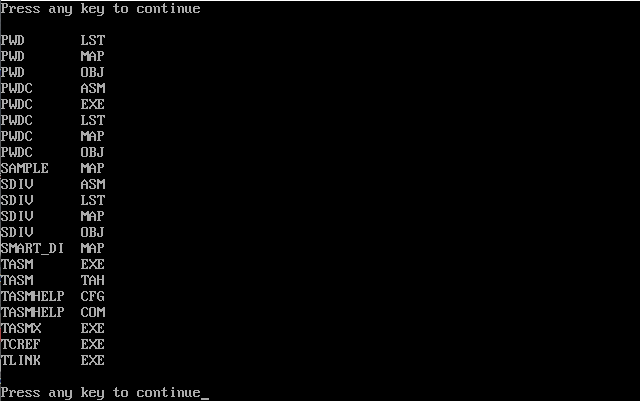 Press any key to continue
PWD LST
PWD MAP
PWD OBJ
PWDC ASM
PWDC EXE
PWDC LST
PWDC MAP
PWDC OBJ
SAMPLE MAP
SDIV ASM
SDIV LST
SDIV MAP
SDIV OBJ
SMART_DI MAP
TASM EXE
TASM TAH
TASMHELP CFG
TASMHELP COM
TASMX EXE
TCREF EXE
TLINK EXE
Press any key to continue_